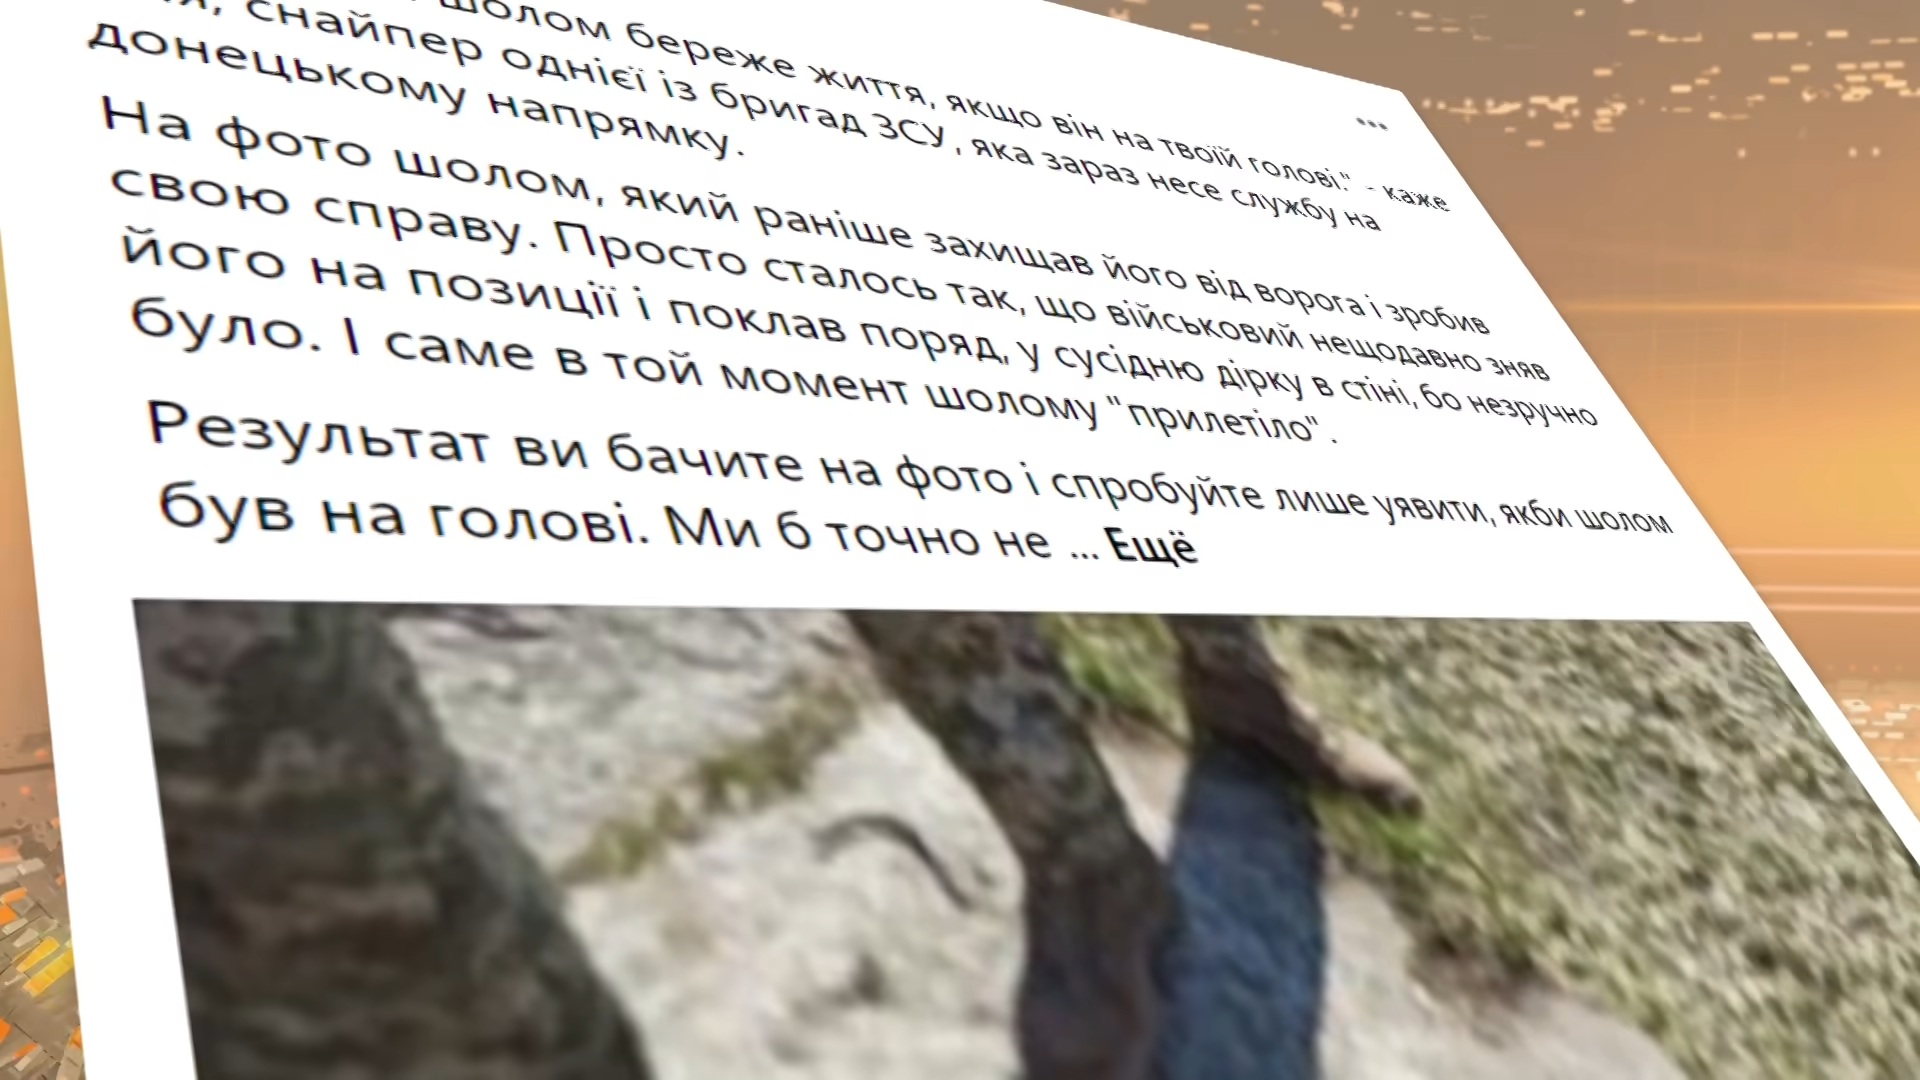 шолом береже життя, якщо він на твоїй голові." - каже
снайпер однієї із бригад ЗСУ, яка зараз несе службу на
донецькому напрямку.
На фото шолом, який раніше захищав його від ворога і зробив
свою справу. Просто сталось так, що військовий нещодавно зняв
його на позиції і поклав поряд, у сусідню дірку в стіні, бо незручно
було. І саме в той момент шолому "прилетіло" .
Результат ви бачите на фото і спробуйте лише уявити, якби шолом
був на голові. Ми б точно не ... Ещё